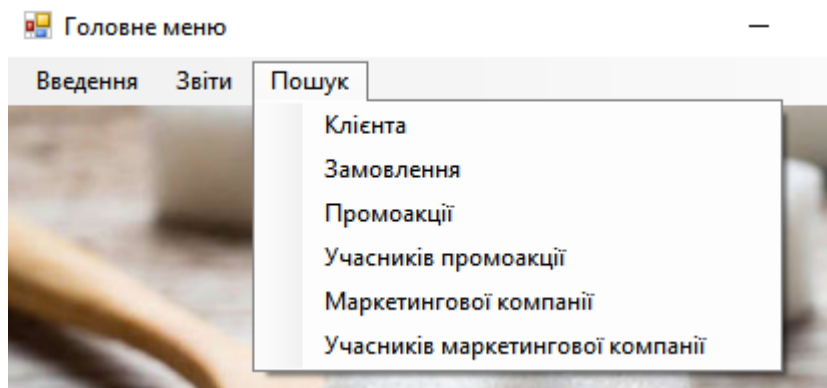 Головне меню
Введення Звіти Пошук
Клієнта
Замовлення
Промоакції
Учасників промоакції
Маркетингової компанії
Учасників маркетингової компанії